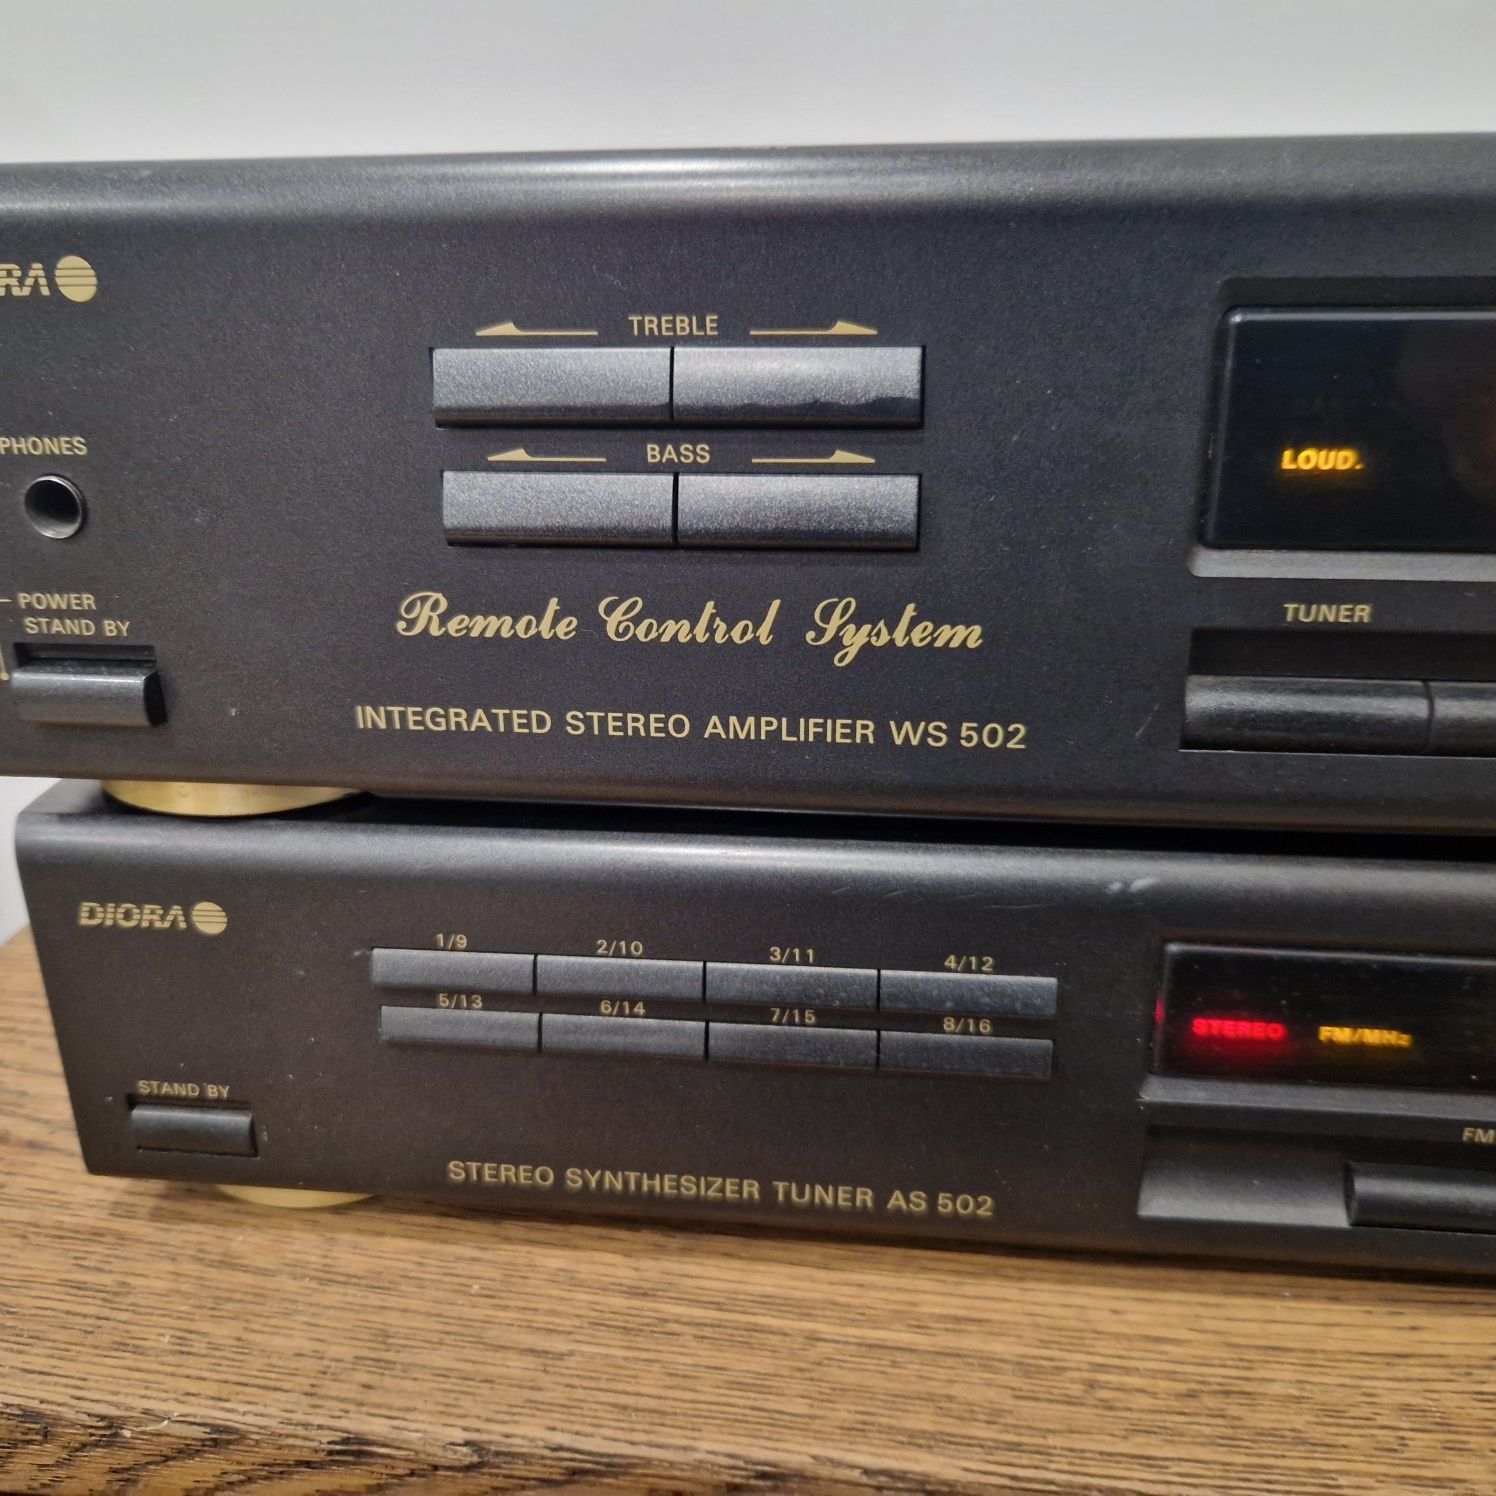 RA
TREBLE
BASS
LOUD.
PHONES
POWER
STAND BY
Remote Control System
TUNER
INTEGRATED STEREO AMPLIFIER WS 502
DIORA
1/9 2/10 3/11 4/12
5/13 6/14 7/15 8/16
STEREO FM/MHz
STAND BY
FM
STEREO SYNTHESIZER TUNER AS 502